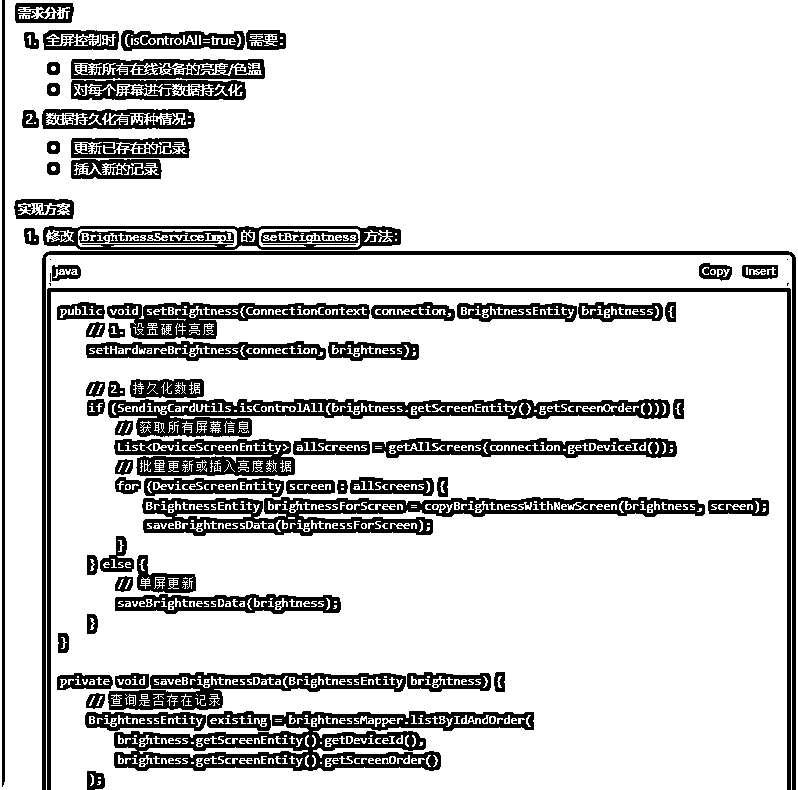 需求分析
1. 全屏控制时（isControlAll=true）需要：
更新所有在线设备的亮度/色温
对每个屏幕进行数据持久化
2. 数据持久化有两种情况：
更新已存在的记录
插入新的记录
实现方案
1. 修改 BrightnessServiceImpl 的 setBrightness 方法：
java Copy Insert
public void setBrightness(ConnectionContext connection, BrightnessEntity brightness) {
// 1. 设置硬件亮度
setHardwareBrightness(connection, brightness);
// 2. 持久化数据
if (SendingCardUtils.isControlAll(brightness.getScreenEntity().getScreenOrder())) {
// 获取所有屏幕信息
List<DeviceScreenEntity> allScreens = getAllScreens(connection.getDeviceId());
// 批量更新或插入亮度数据
for (DeviceScreenEntity screen : allScreens) {
BrightnessEntity brightnessForScreen = copyBrightnessWithNewScreen(brightness, screen);
saveBrightnessData(brightnessForScreen);
}
} else {
// 单屏更新
saveBrightnessData(brightness);
}
}
private void saveBrightnessData(BrightnessEntity brightness) {
// 查询是否存在记录
BrightnessEntity existing = brightnessMapper.listByIdAndOrder(
brightness.getScreenEntity().getDeviceId(),
brightness.getScreenEntity().getScreenOrder()
);